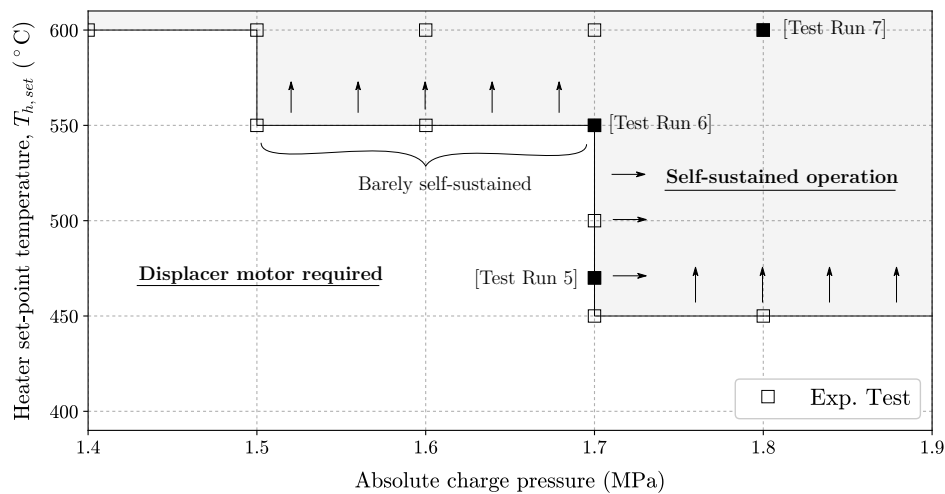 Heater set-point temperature, T_{h,set} (°C)
600
550
500
450
400
[Test Run 7]
[Test Run 6]
Barely self-sustained
Self-sustained operation
Displacer motor required
[Test Run 5]
Exp. Test
1.4 1.5 1.6 1.7 1.8 1.9
Absolute charge pressure (MPa)